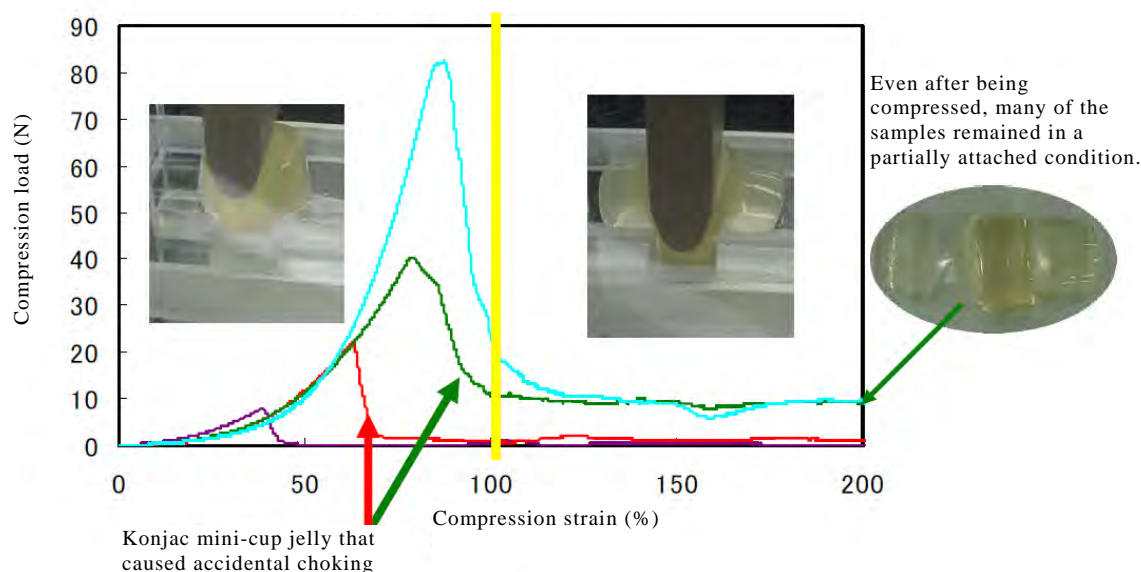 90
80
70
60
50
40
30
20
10
0
Compression load (N)
0 50 100 150 200
Compression strain (%)
Even after being
compressed, many of the
samples remained in a
partially attached condition.
Konjac mini-cup jelly that
caused accidental choking